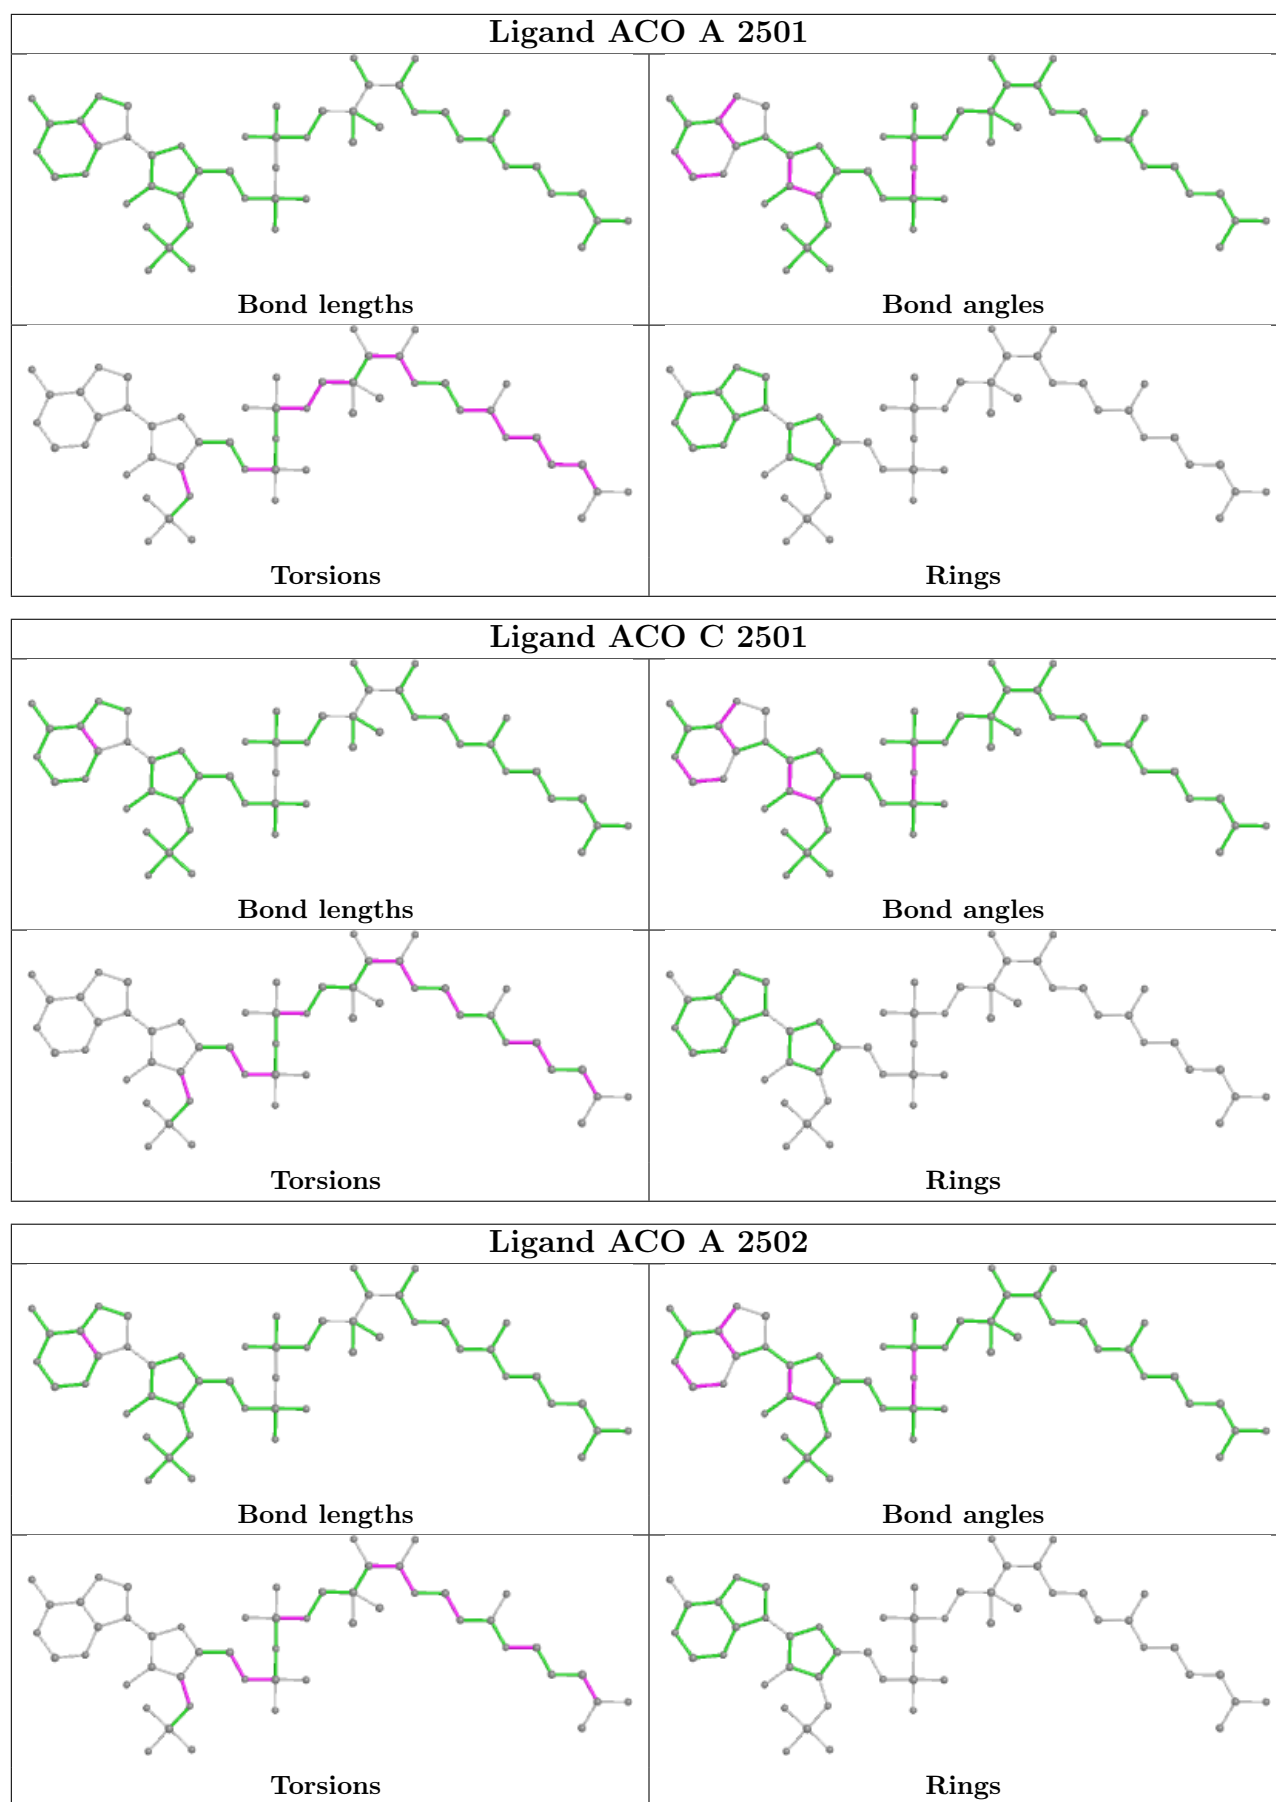 Ligand ACO A 2501
Bond lengths
Bond angles
Torsions
Rings
Ligand ACO C 2501
Bond lengths
Bond angles
Torsions
Rings
Ligand ACO A 2502
Bond lengths
Bond angles
Torsions
Rings